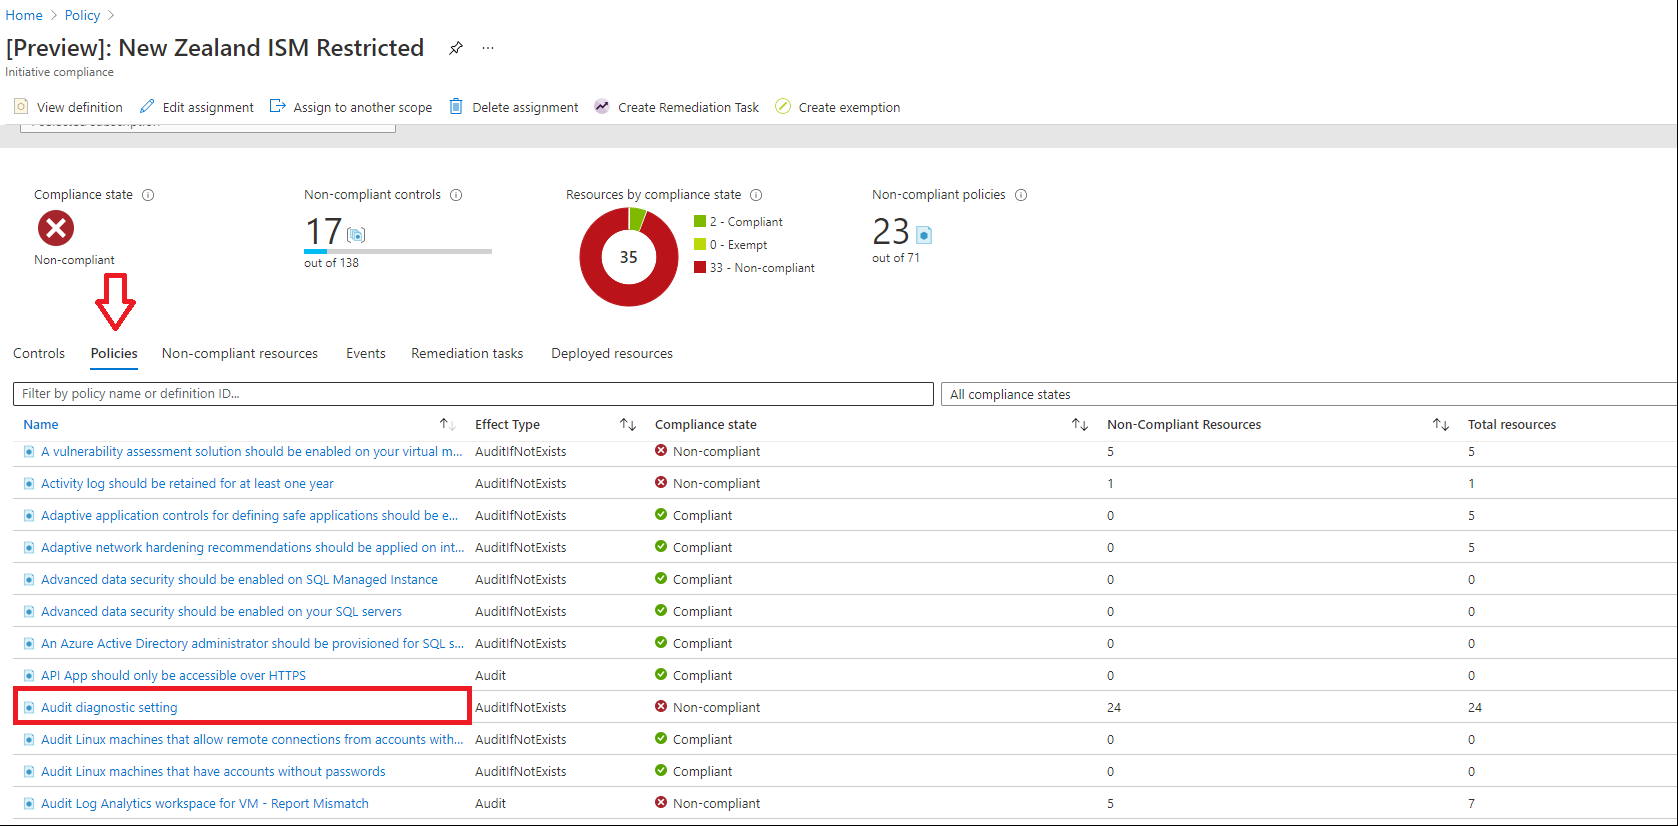 Home > Policy >
[Preview]: New Zealand ISM Restricted ...
Initiative compliance
View definition Edit assignment Assign to another scope Delete assignment Create Remediation Task Create exemption
Compliance state Non-compliant controls Resources by compliance state Non-compliant policies
17 35 2 - Compliant 23
0 - Exempt
Non-compliant out of 138 33 - Non-compliant out of 71
Controls Policies Non-compliant resources Events Remediation tasks Deployed resources
Filter by policy name or definition ID... All compliance states
Name Effect Type Compliance state Non-Compliant Resources Total resources
A vulnerability assessment solution should be enabled on your virtual m... AuditIfNotExists Non-compliant 5 5
Activity log should be retained for at least one year AuditIfNotExists Non-compliant 1 1
Adaptive application controls for defining safe applications should be e... AuditIfNotExists Compliant 0 5
Adaptive network hardening recommendations should be applied on int... AuditIfNotExists Compliant 0 5
Advanced data security should be enabled on SQL Managed Instance AuditIfNotExists Compliant 0 0
Advanced data security should be enabled on your SQL servers AuditIfNotExists Compliant 0 0
An Azure Active Directory administrator should be provisioned for SQL s... AuditIfNotExists Compliant 0 0
API App should only be accessible over HTTPS Audit Compliant 0 0
Audit diagnostic setting AuditIfNotExists Non-compliant 24 24
Audit Linux machines that allow remote connections from accounts with... AuditIfNotExists Compliant 0 0
Audit Linux machines that have accounts without passwords AuditIfNotExists Compliant 0 0
Audit Log Analytics workspace for VM - Report Mismatch Audit Non-compliant 5 7